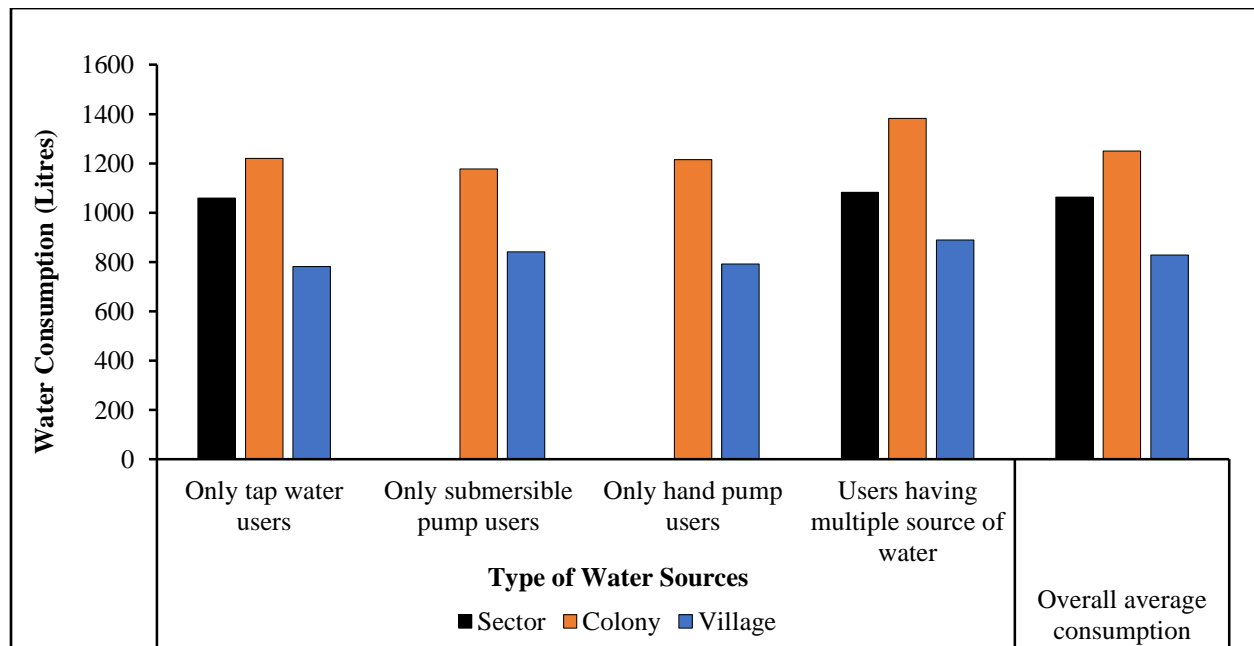 Water Consumption (Litres)
1600
1400
1200
1000
800
600
400
200
0
Only tap water
users
Only submersible
pump users
Only hand pump
users
Users having
multiple source of
water
Overall average
consumption
Type of Water Sources
Sector Colony Village